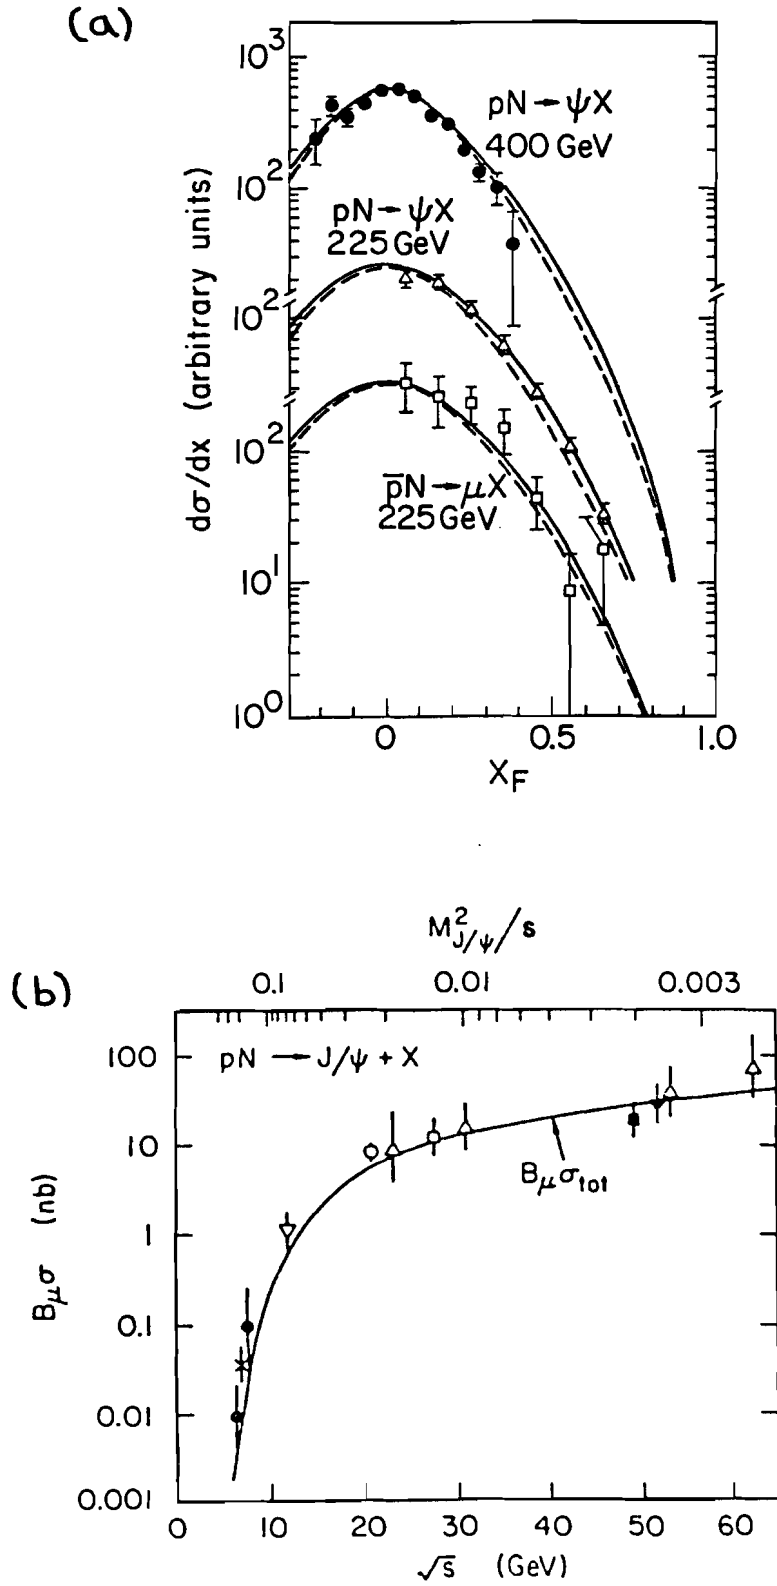 (a)
10³
pN → ψX
400 GeV
10²
pN → ψX
225 GeV
10²
10²
p̄N → μX
225 GeV
10¹
10⁰
dσ/dx (arbitrary units)
0 0.5 1.0
X_F
M²_J/ψ/s
(b)
0.1 0.01 0.003
pN → J/ψ + X
100
10
1
0.1
0.01
0.001
B_μσ_tot
B_μσ (nb)
0 10 20 30 40 50 60
√s (GeV)